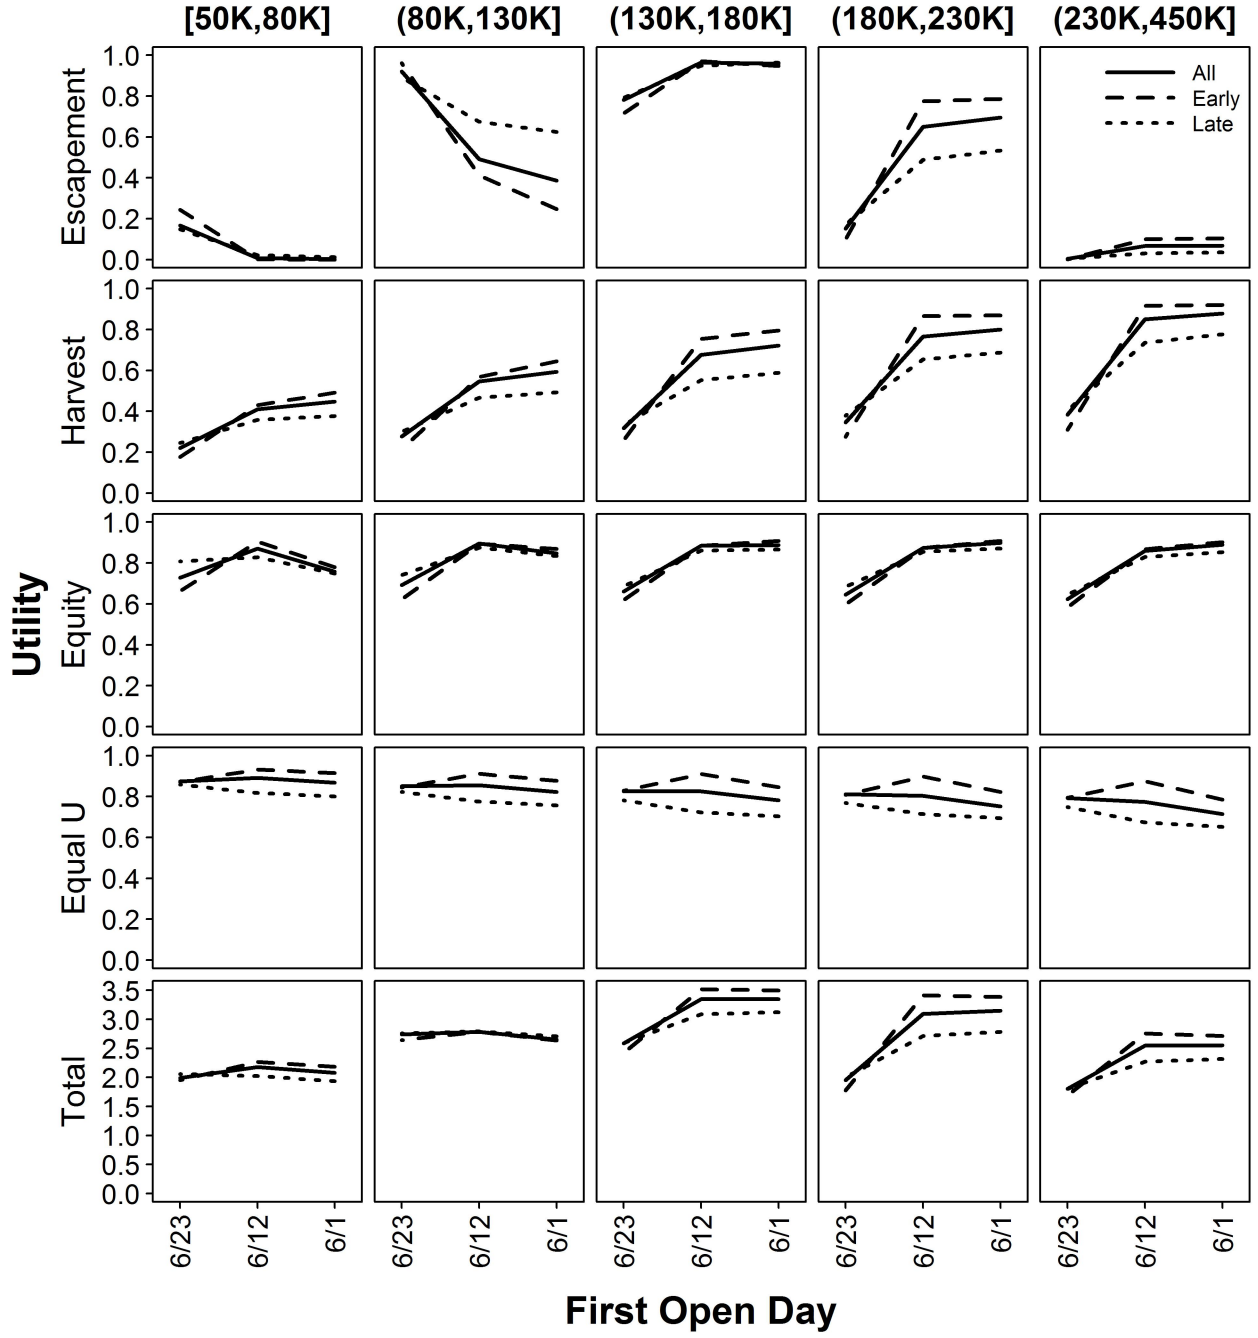 [50K,80K] (80K,130K] (130K,180K] (180K,230K] (230K,450K]
Utility
Escapement
1.0
0.8
0.6
0.4
0.2
0.0
All
Early
Late
Harvest
1.0
0.8
0.6
0.4
0.2
0.0
Equity
1.0
0.8
0.6
0.4
0.2
0.0
Equal U
1.0
0.8
0.6
0.4
0.2
0.0
Total
3.5
3.0
2.5
2.0
1.5
1.0
0.5
0.0
6/23 6/12 6/1 6/23 6/12 6/1 6/23 6/12 6/1 6/23 6/12 6/1 6/23 6/12 6/1
First Open Day